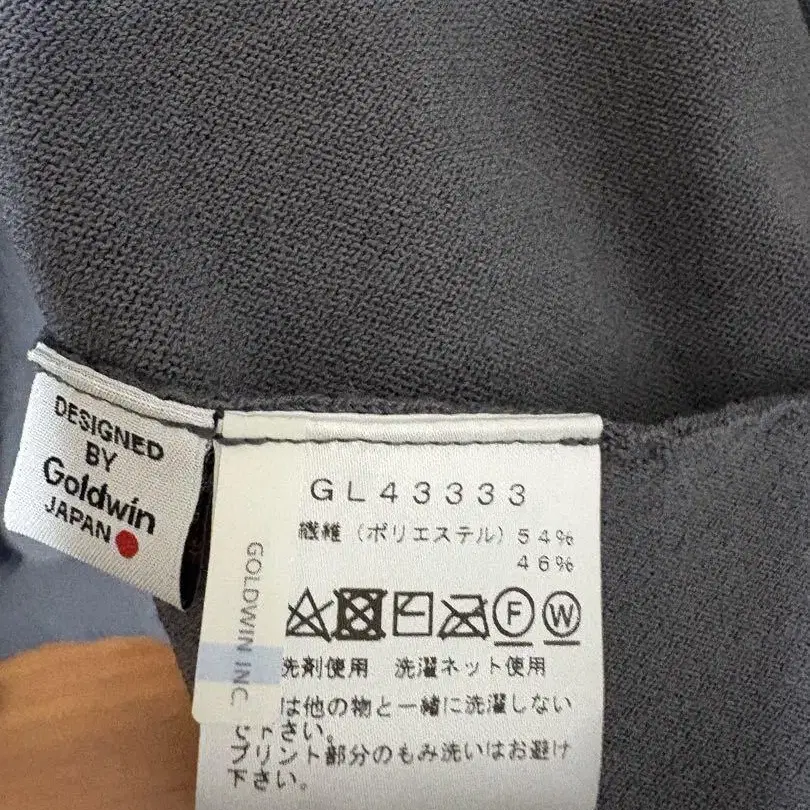 DESIGNED
BY
Goldwin
JAPAN
GL43333
繊維（ポリエステル）54%
46%
F W
GOLDWIN INC.
洗剤使用 洗濯ネット使用
は他の物と一緒に洗濯しない
下さい。
プリント部分のもみ洗いはお避け
下さい。